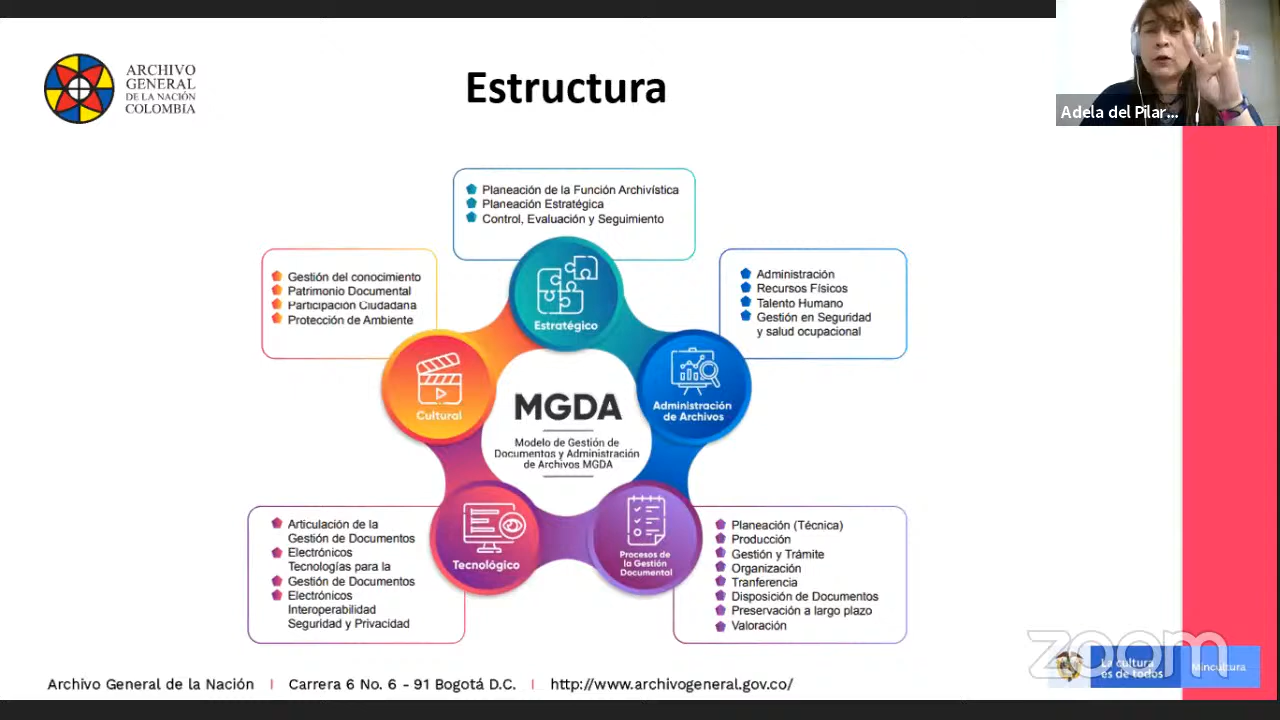 ARCHIVO
GENERAL
DE LA NACIÓN
COLOMBIA
Estructura
Adela del Pilar...
Planeación de la Función Archivística
Planeación Estratégica
Control, Evaluación y Seguimiento
Estratégico
Gestión del conocimiento
Patrimonio Documental
Participación Ciudadana
Protección de Ambiente
Cultural
Administración
Recursos Físicos
Talento Humano
Gestión en Seguridad
y salud ocupacional
Administración
de Archivos
MGDA
Modelo de Gestión de
Documentos y Administración
de Archivos MGDA
Articulación de la
Gestión de Documentos
Electrónicos
Tecnologías para la
Gestión de Documentos
Electrónicos
Interoperabilidad
Seguridad y Privacidad
Tecnológico
Procesos de
la Gestión
Documental
Planeación (Técnica)
Producción
Gestión y Trámite
Organización
Tranferencia
Disposición de Documentos
Preservación a largo plazo
Valoración
zoom
La cultura
es de todos
Mincultura
Archivo General de la Nación | Carrera 6 No. 6 - 91 Bogotá D.C. | http://www.archivogeneral.gov.co/